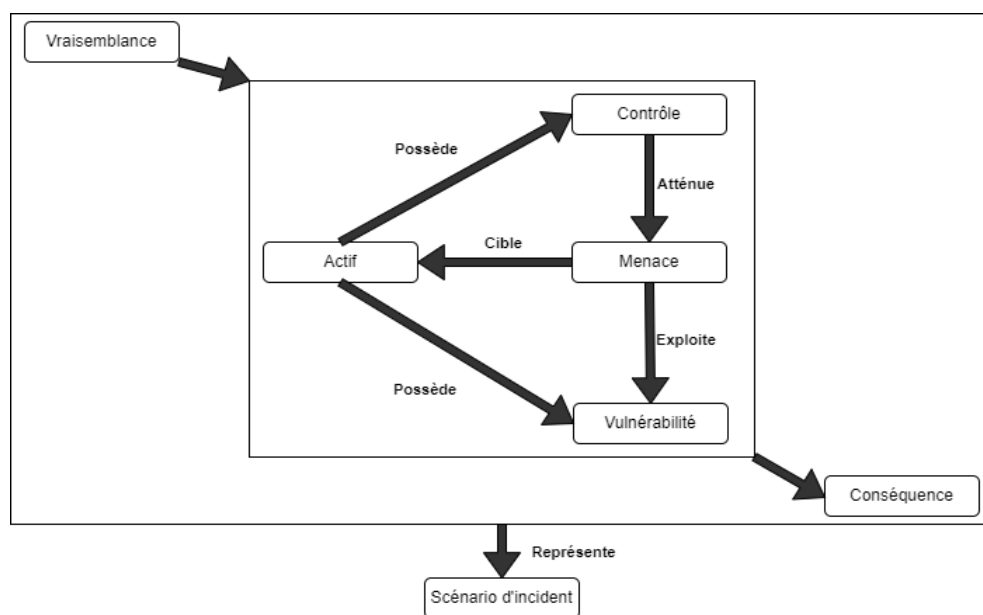 Vraisemblance
Contrôle
Possède
Atténue
Cible
Actif
Menace
Exploite
Possède
Vulnérabilité
Conséquence
Représente
Scénario d'incident